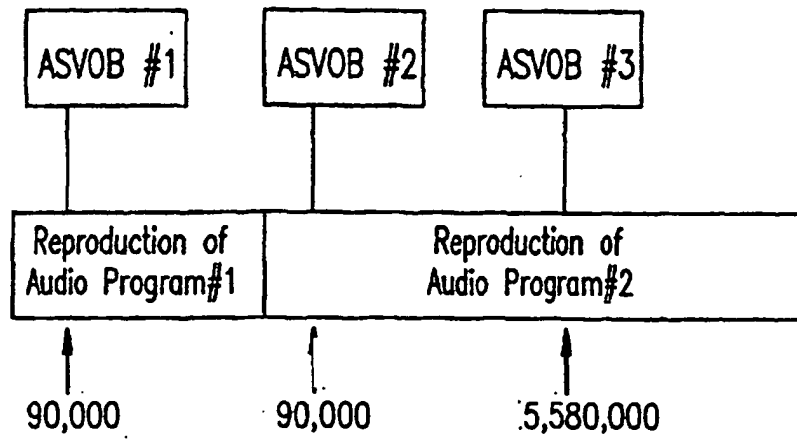 ASVOB #1
ASVOB #2
ASVOB #3
Reproduction of
Audio Program#1
Reproduction of
Audio Program#2
90,000
90,000
5,580,000